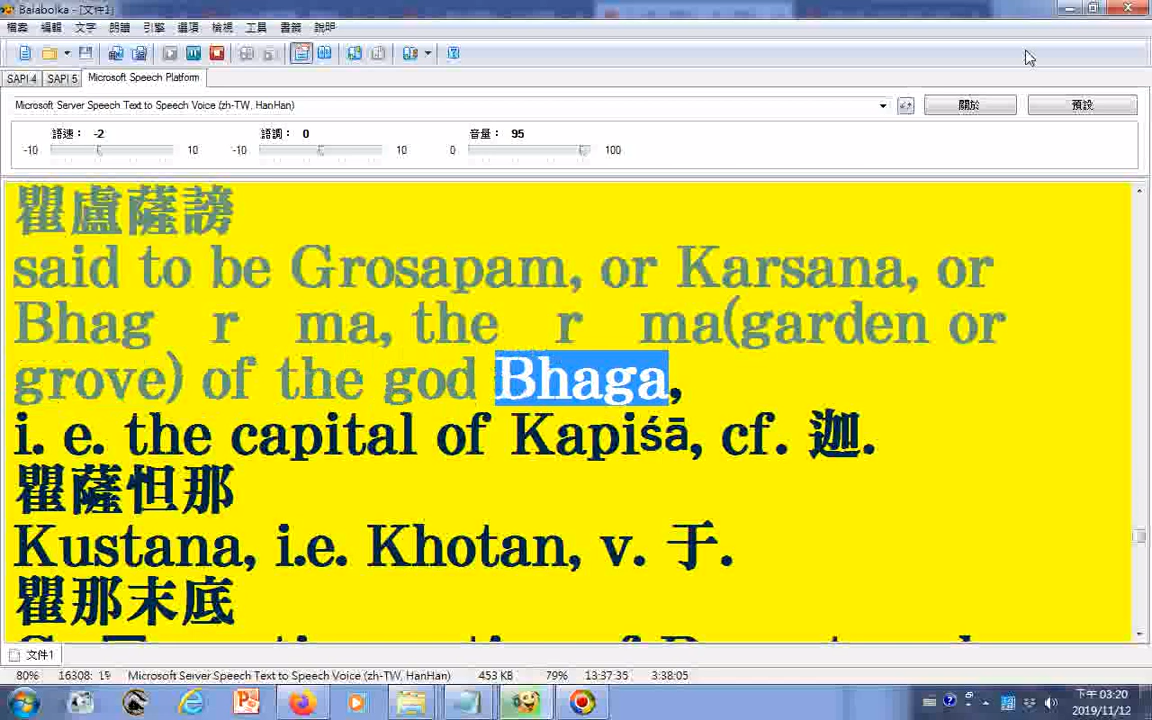 Balabolka - [文件1]
檔案 編輯 文字 朗讀 引擎 選項 檢視 工具 書籤 說明
SAPI 4 SAPI 5 Microsoft Speech Platform
Microsoft Server Speech Text to Speech Voice (zh-TW, HanHan) 關於 預設
語速： -2 語調： 0 音量： 95
-10 10 -10 10 0 100
瞿盧薩謗
said to be Grosapam, or Karsana, or
Bhag r ma, the r ma(garden or
grove) of the god Bhaga,
i. e. the capital of Kapiśā, cf. 迦.
瞿薩怛那
Kustana, i.e. Khotan, v. 于.
瞿那末底
文件1
80% 16308: 19 Microsoft Server Speech Text to Speech Voice (zh-TW, HanHan) 453 KB 79% 13:37:35 3:38:05
下午 03:20
2019/11/12